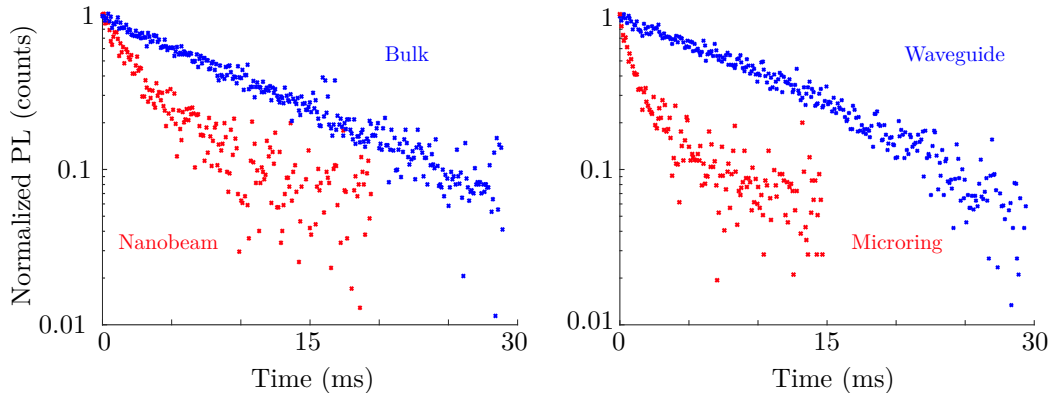 1
Bulk
0.1
Nanobeam
0.01
0
15
30
Time (ms)
Normalized PL (counts)
1
Waveguide
0.1
Microring
0.01
0
15
30
Time (ms)